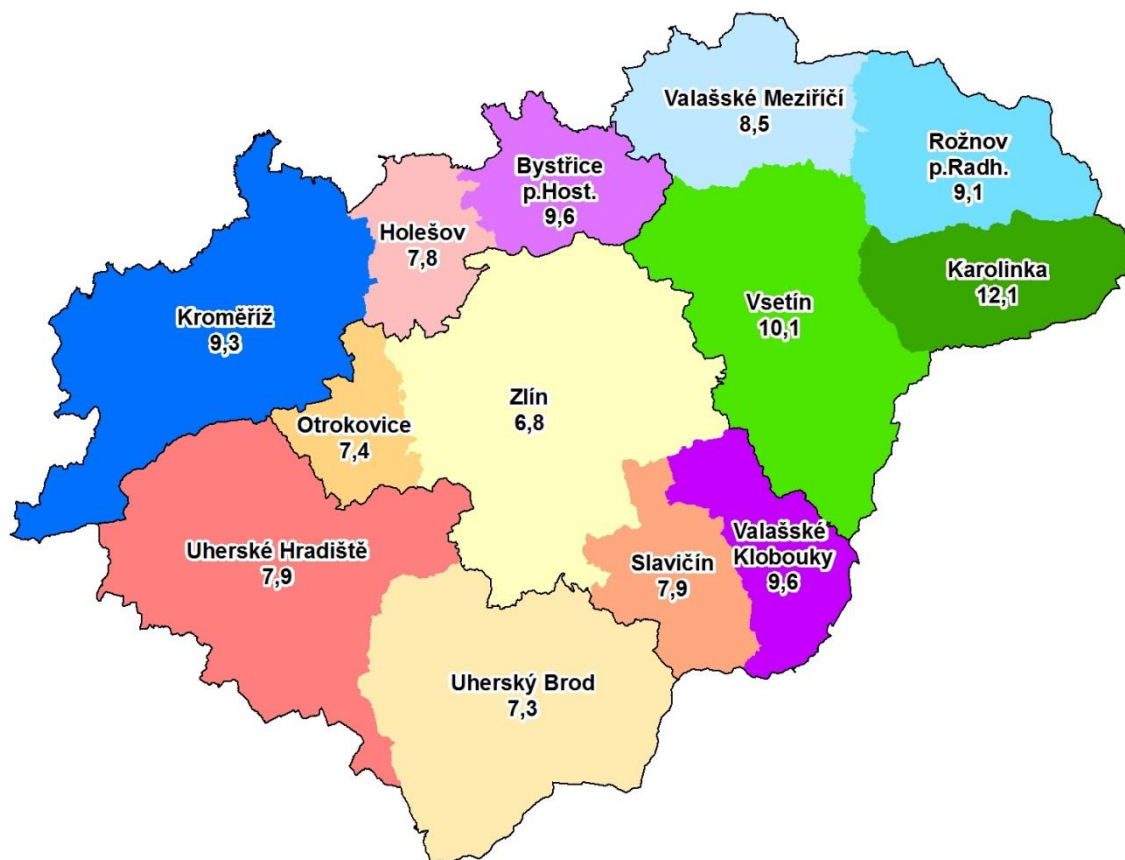 Valašské Meziříčí
8,5
Rožnov
p.Radh.
9,1
Bystřice
p.Host.
9,6
Holešov
7,8
Karolinka
12,1
Kroměříž
9,3
Vsetín
10,1
Zlín
6,8
Otrokovice
7,4
Uherské Hradiště
7,9
Slavičín
7,9
Valašské
Klobouky
9,6
Uherský Brod
7,3